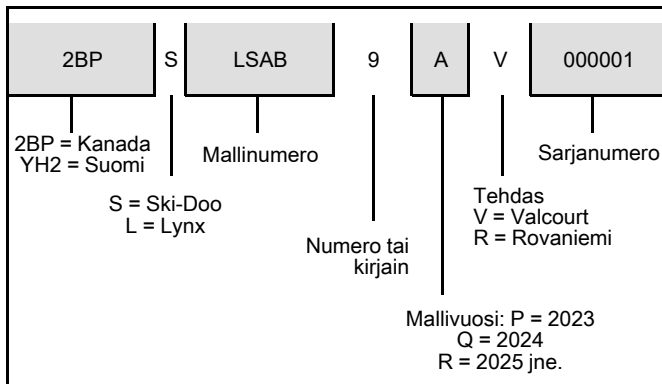 2BP S LSAB 9 A V 000001
2BP = Kanada
YH2 = Suomi
Mallinumero
Sarjanumero
S = Ski-Doo
L = Lynx
Tehdas
V = Valcourt
R = Rovaniemi
Numero tai
kirjain
Mallivuosi: P = 2023
Q = 2024
R = 2025 jne.